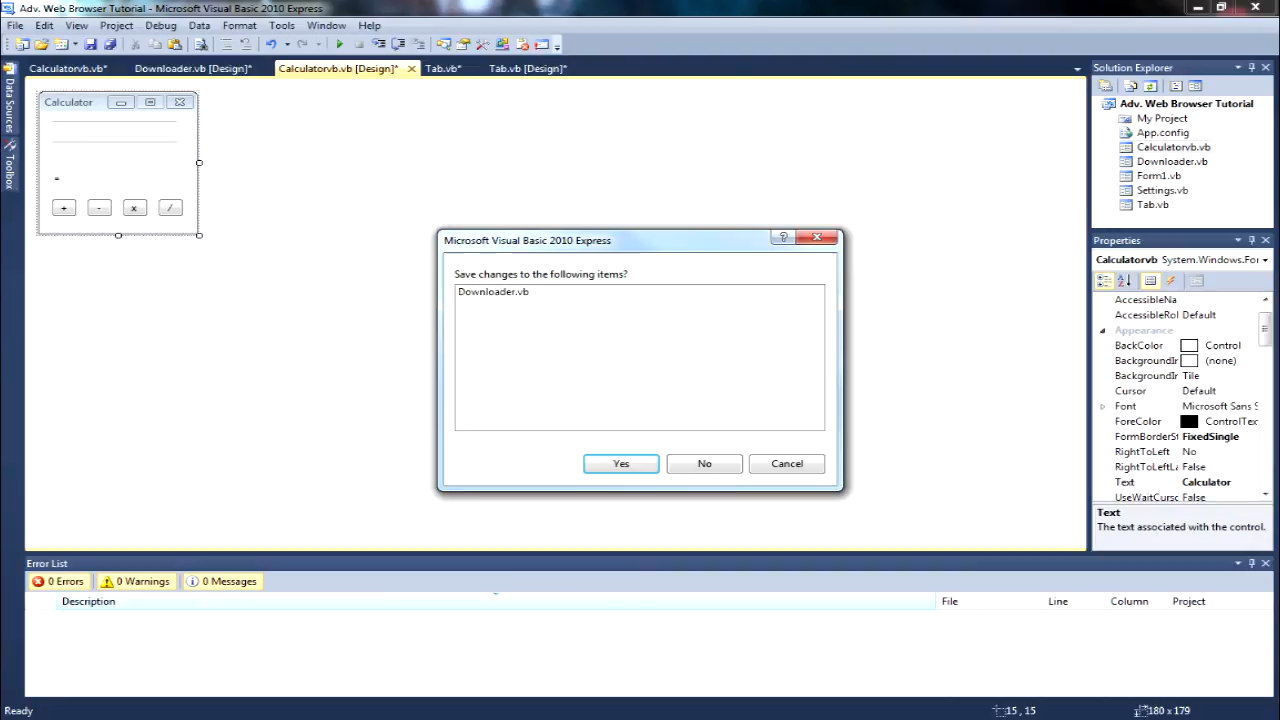 Adv. Web Browser Tutorial - Microsoft Visual Basic 2010 Express
File Edit View Project Debug Data Format Tools Window Help
Calculatorvb.vb* Downloader.vb [Design]* Calculatorvb.vb [Design]* Tab.vb* Tab.vb [Design]*
Data Sources
Toolbox
Calculator
=
+ - x /
Microsoft Visual Basic 2010 Express
Save changes to the following items?
Downloader.vb
Yes No Cancel
Solution Explorer
Adv. Web Browser Tutorial
My Project
App.config
Calculatorvb.vb
Downloader.vb
Form1.vb
Settings.vb
Tab.vb
Properties
Calculatorvb System.Windows.For
AccessibleNa
AccessibleRol Default
Appearance
BackColor Control
BackgroundIr (none)
BackgroundIr Tile
Cursor Default
Font Microsoft Sans S
ForeColor ControlTex
FormBorderSt FixedSingle
RightToLeft No
RightToLeftLa False
Text Calculator
UseWaitCursc False
Text
The text associated with the control.
Error List
0 Errors 0 Warnings 0 Messages
Description File Line Column Project
Ready 15 , 15 180 x 179